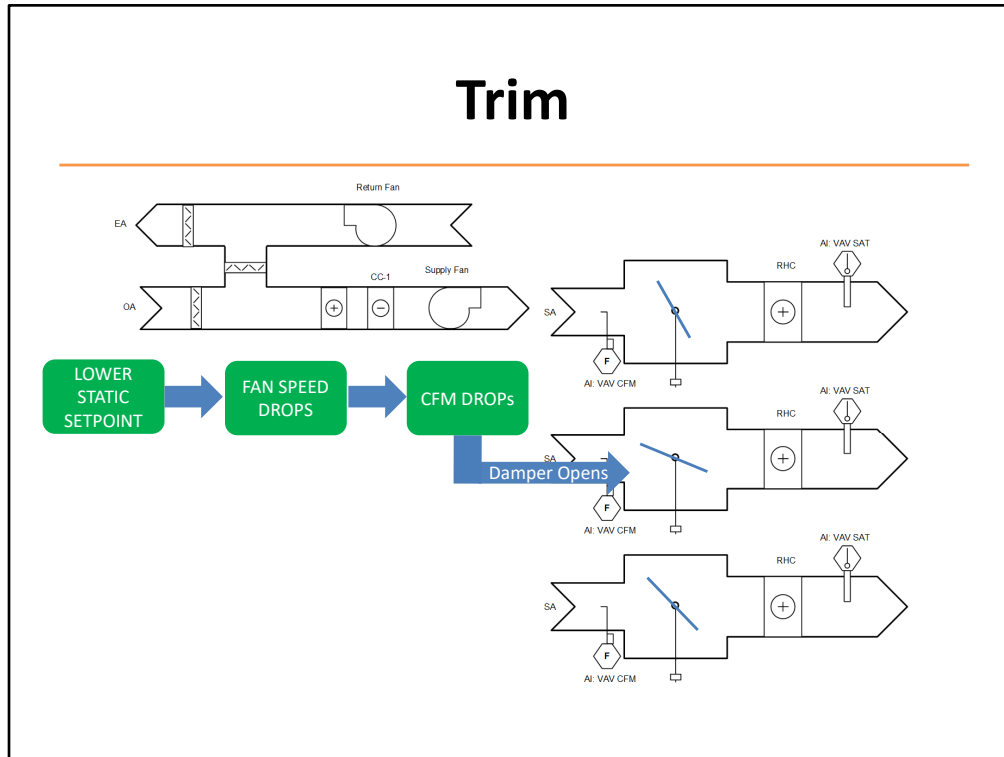 Trim
Return Fan
EA
CC-1
Supply Fan
OA
LOWER
STATIC
SETPOINT
FAN SPEED
DROPS
CFM DROPs
Damper Opens
AI: VAV SAT
RHC
SA
F
AI: VAV CFM
AI: VAV SAT
RHC
SA
F
AI: VAV CFM
AI: VAV SAT
RHC
SA
F
AI: VAV CFM